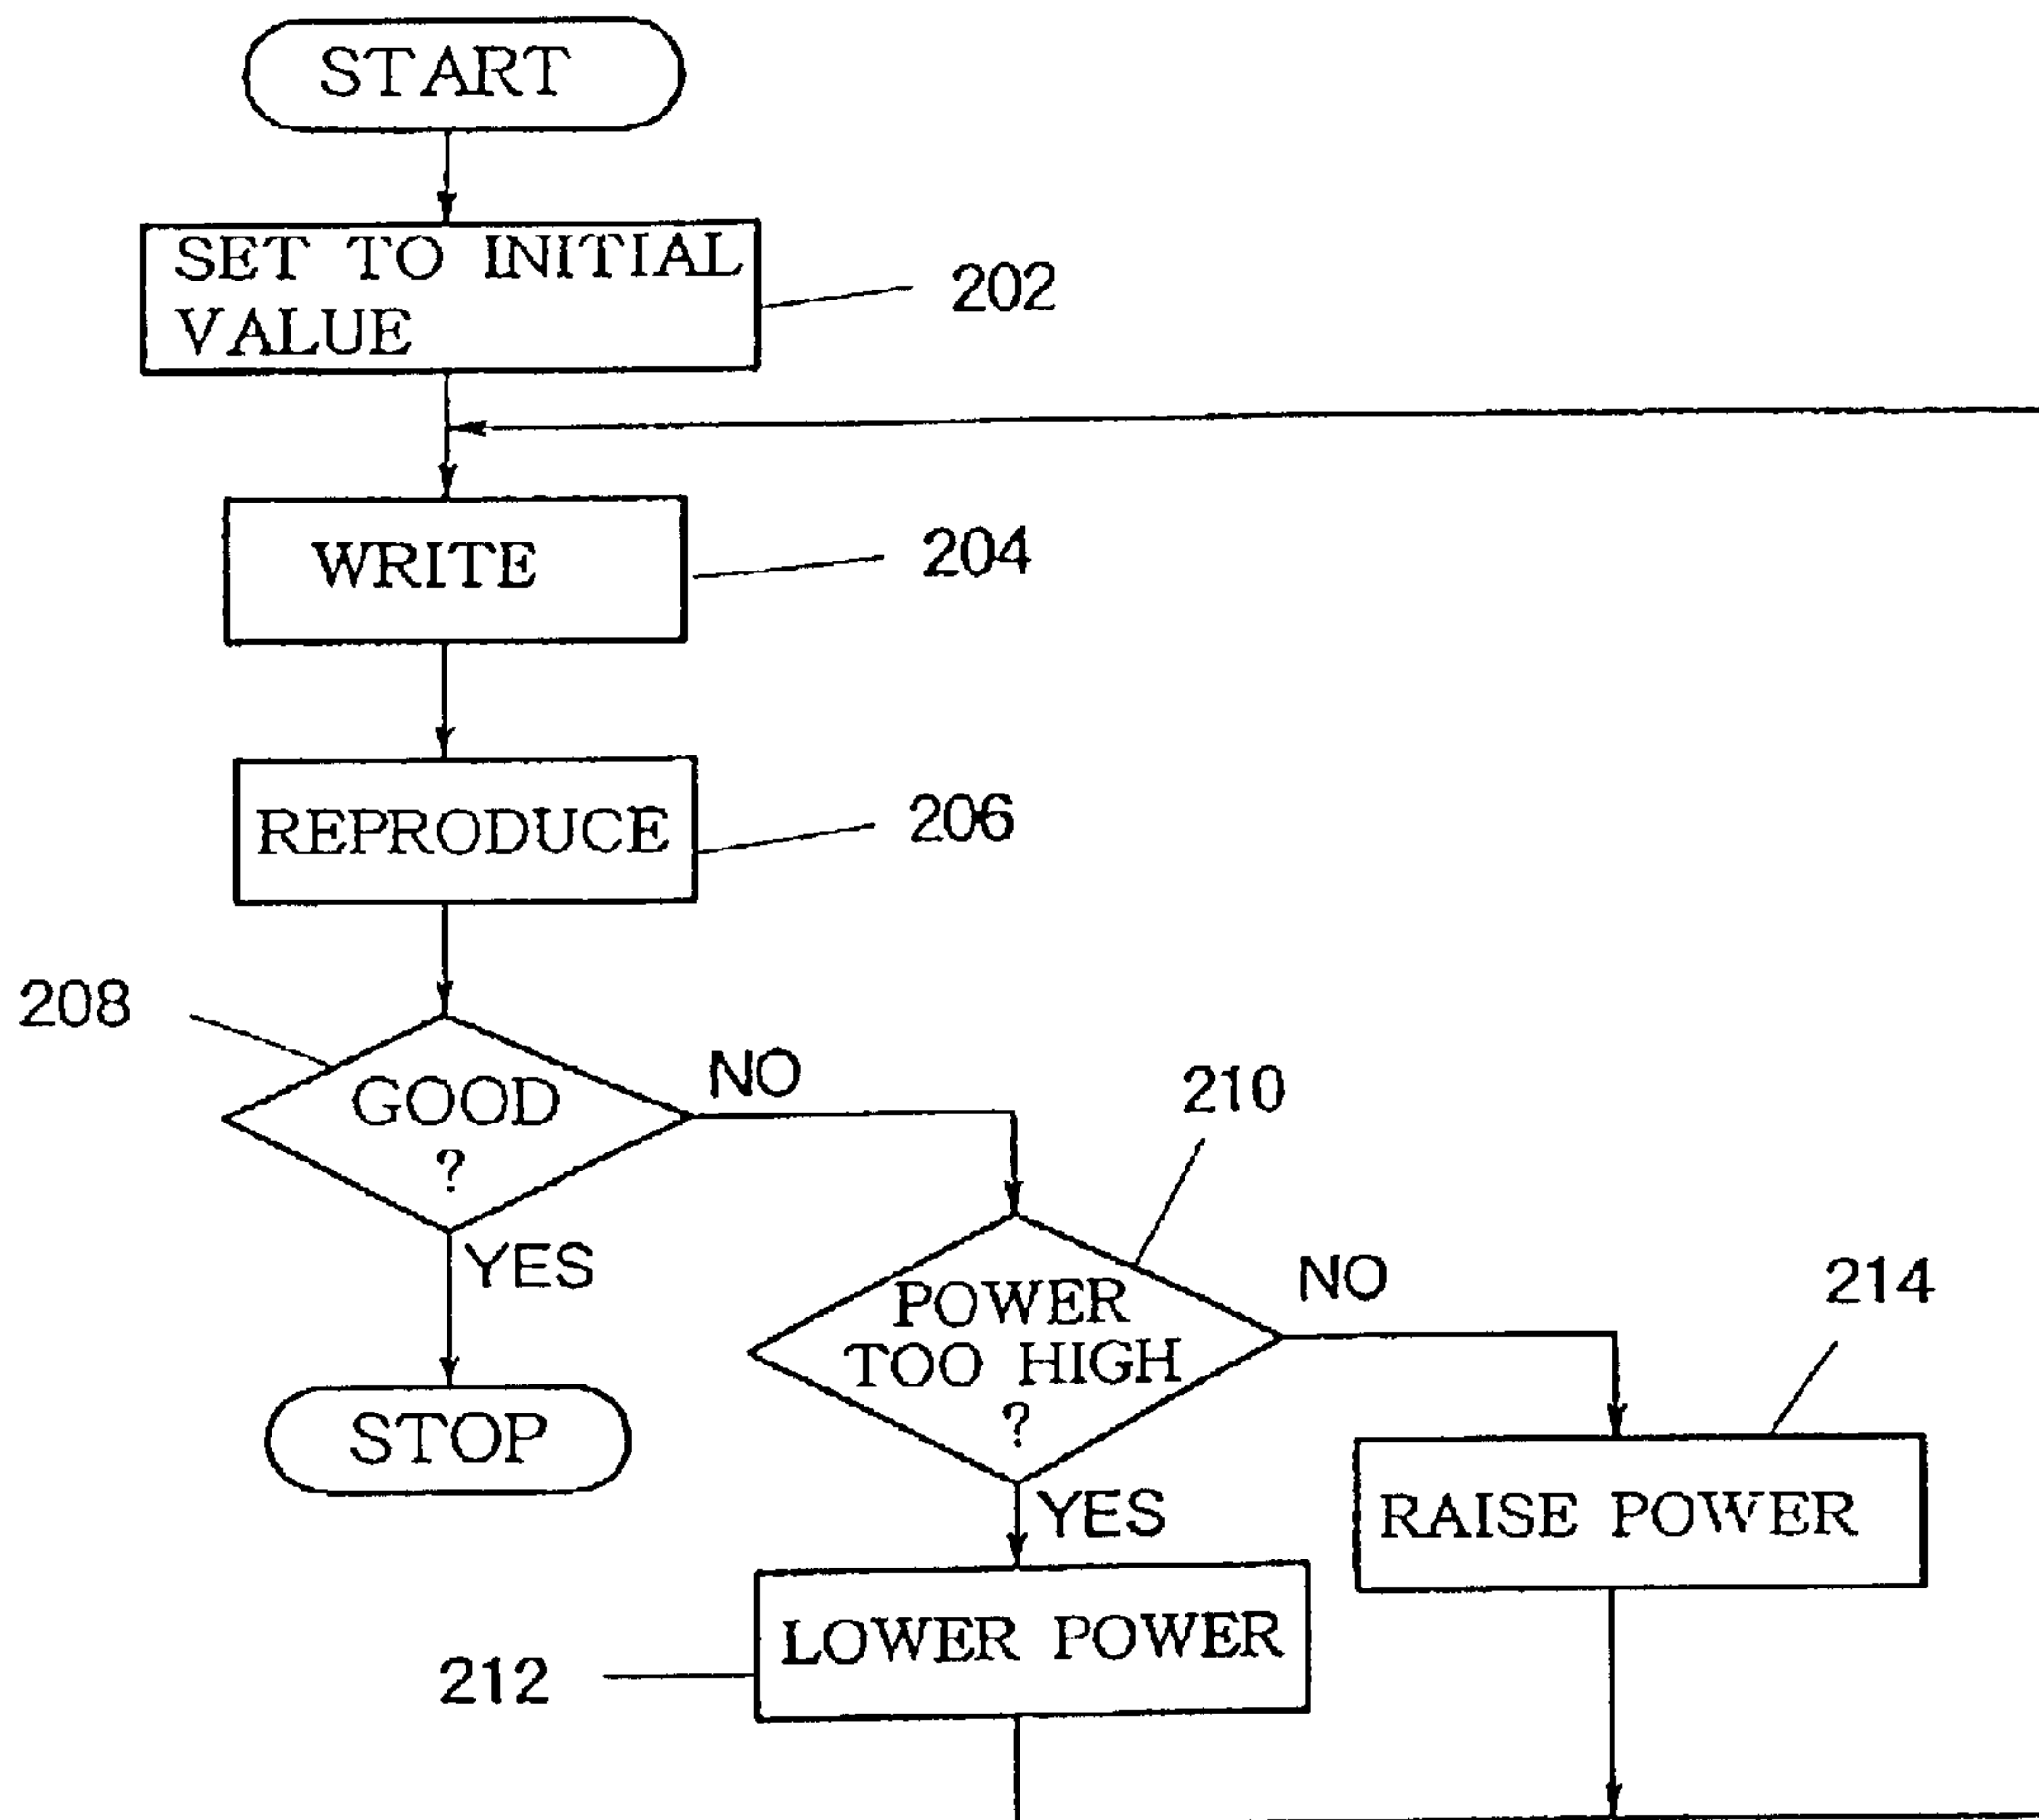 START
SET TO INITIAL
VALUE
202
WRITE
204
REPRODUCE
206
208
GOOD
?
NO
YES
STOP
210
POWER
TOO HIGH
?
NO
YES
214
RAISE POWER
LOWER POWER
212